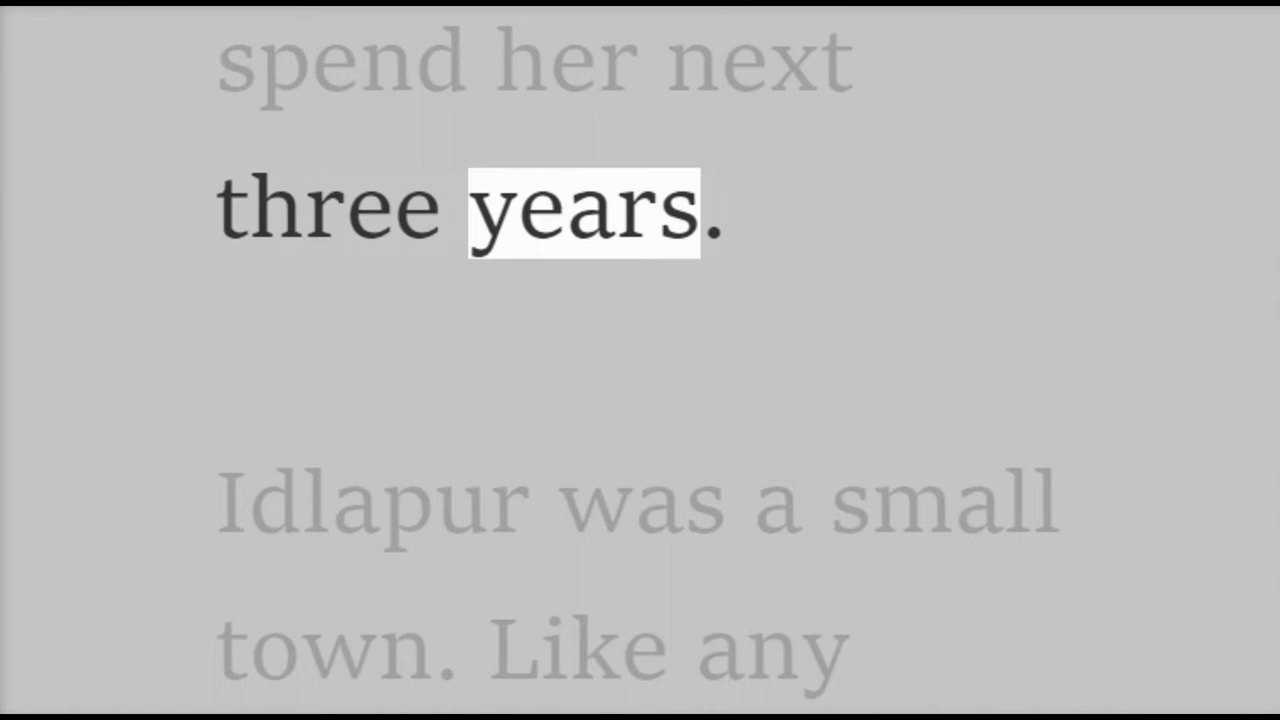 spend her next
three years.
Idlapur was a small
town. Like any